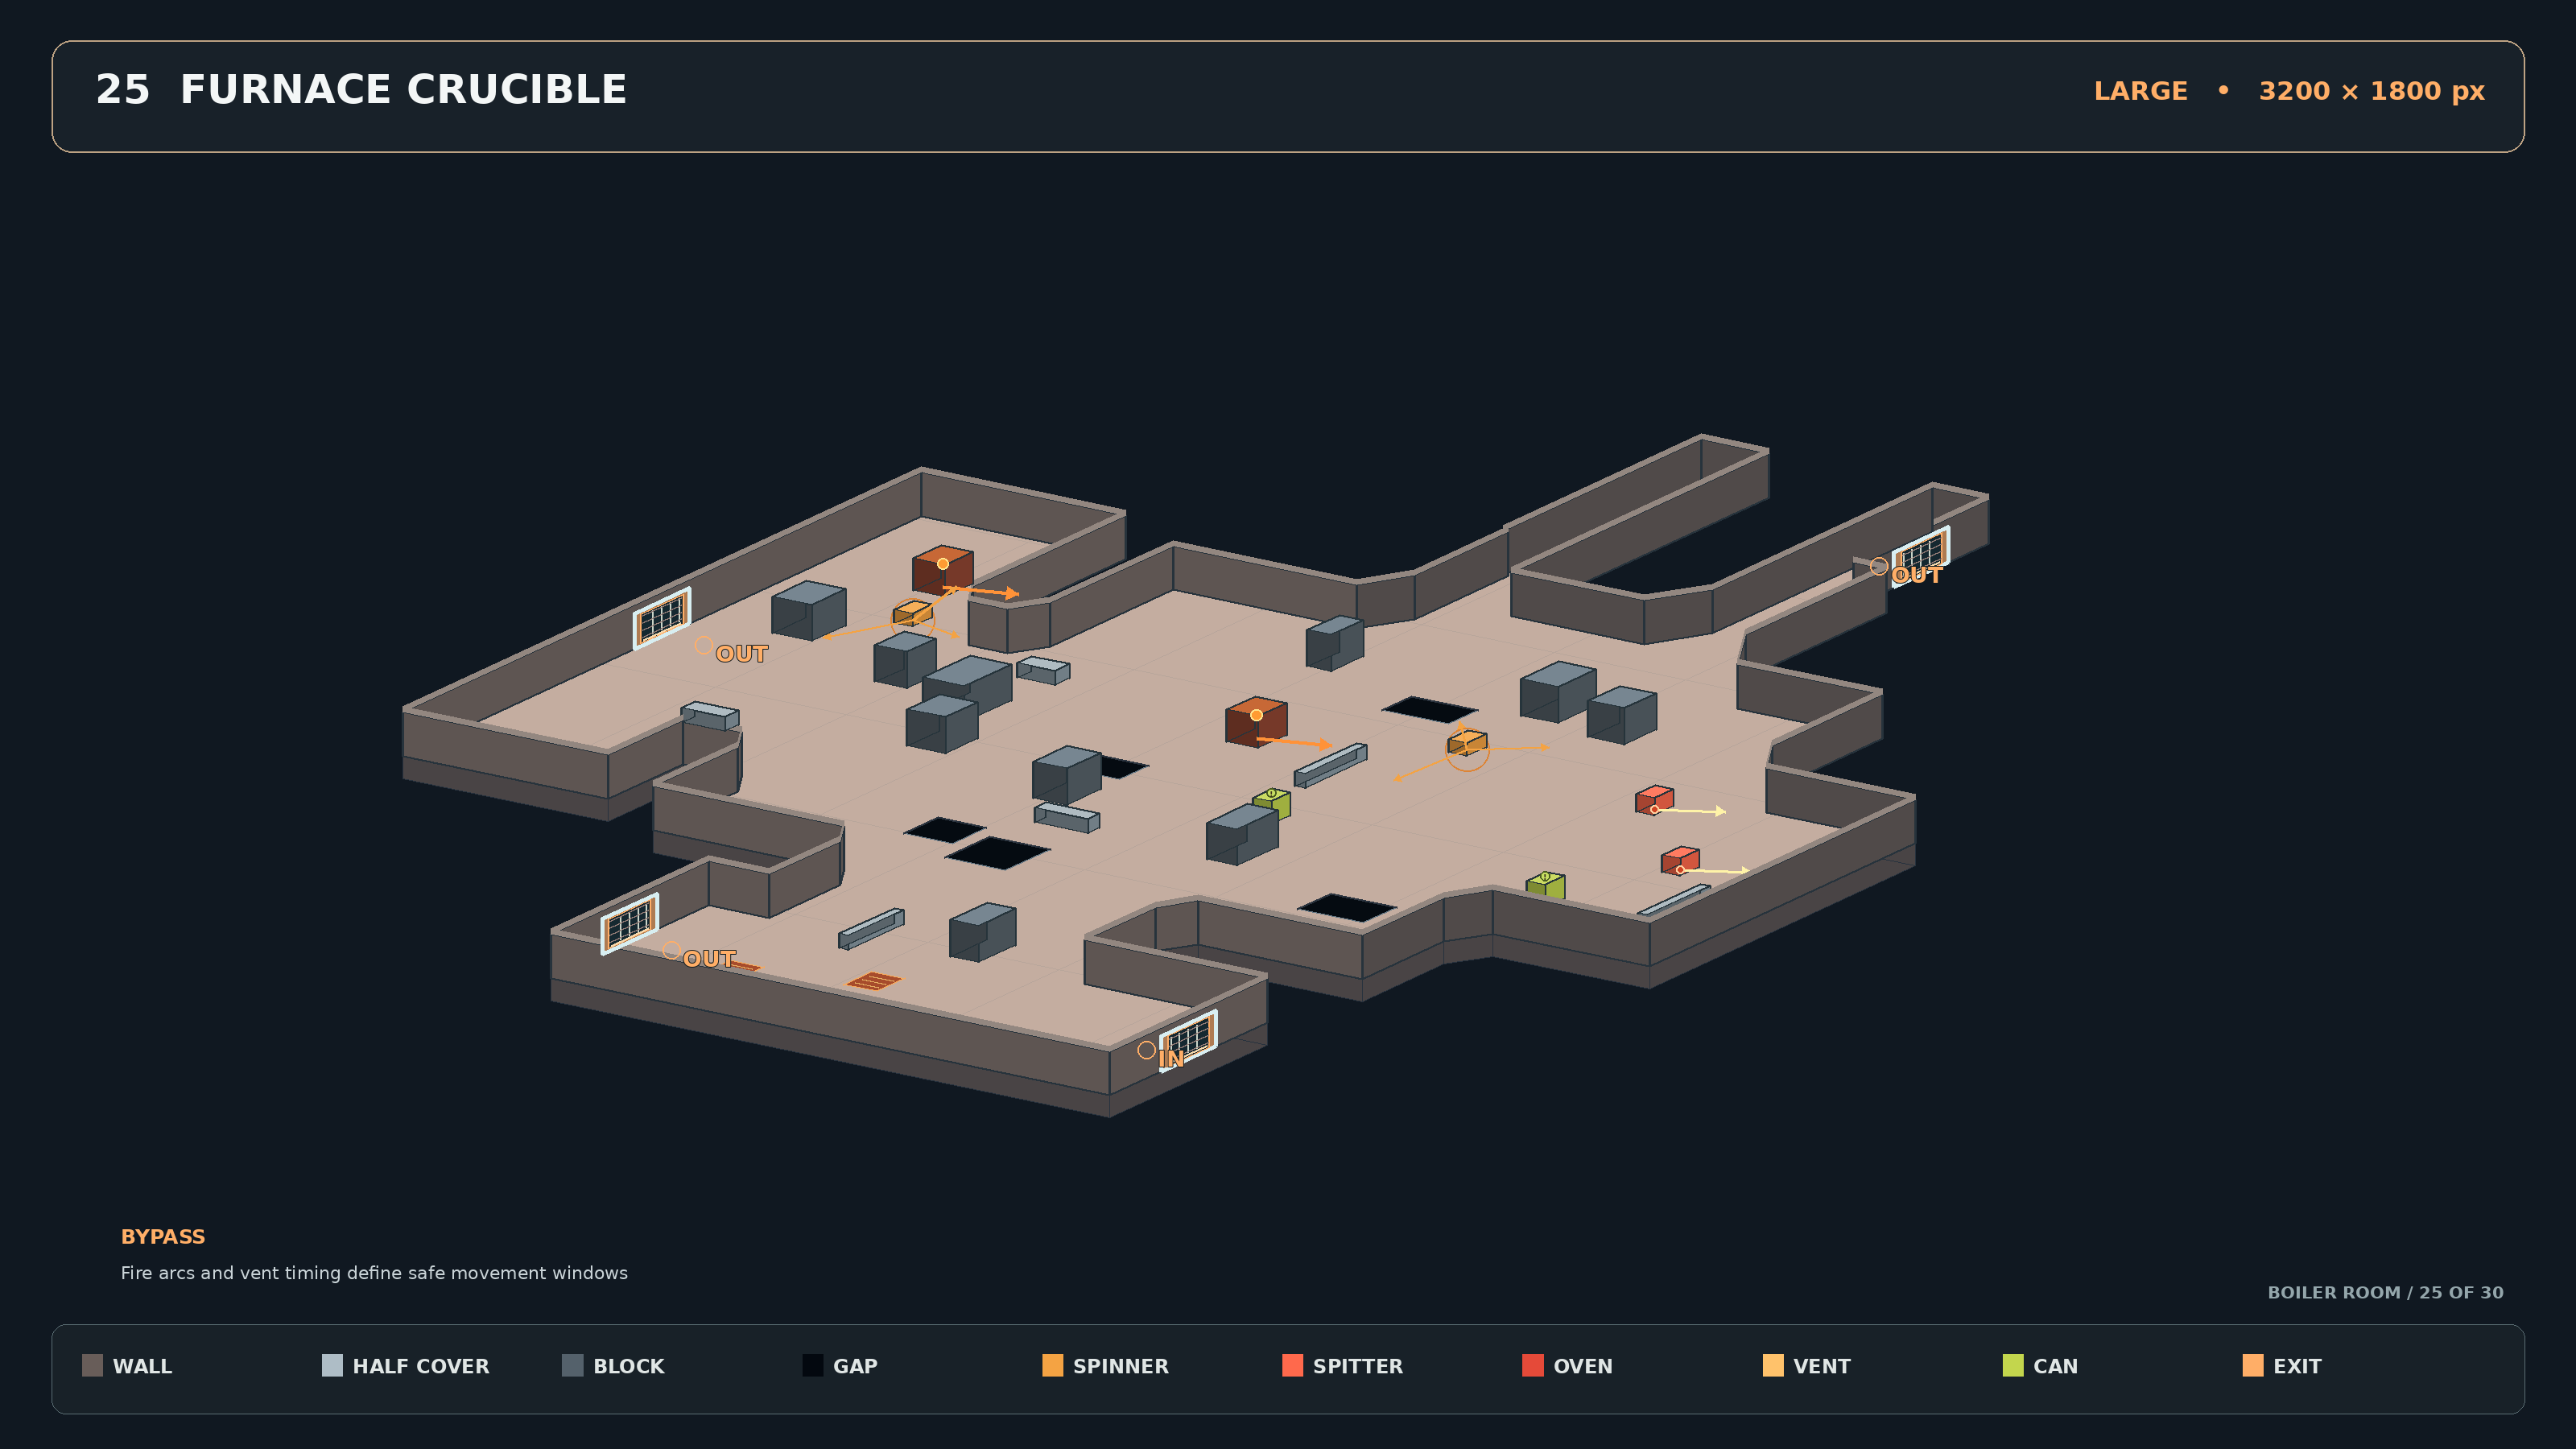 25 FURNACE CRUCIBLE
LARGE • 3200 × 1800 px
OUT
OUT
OUT
IN
BYPASS
Fire arcs and vent timing define safe movement windows
BOILER ROOM / 25 OF 30
WALL
HALF COVER
BLOCK
GAP
SPINNER
SPITTER
OVEN
VENT
CAN
EXIT